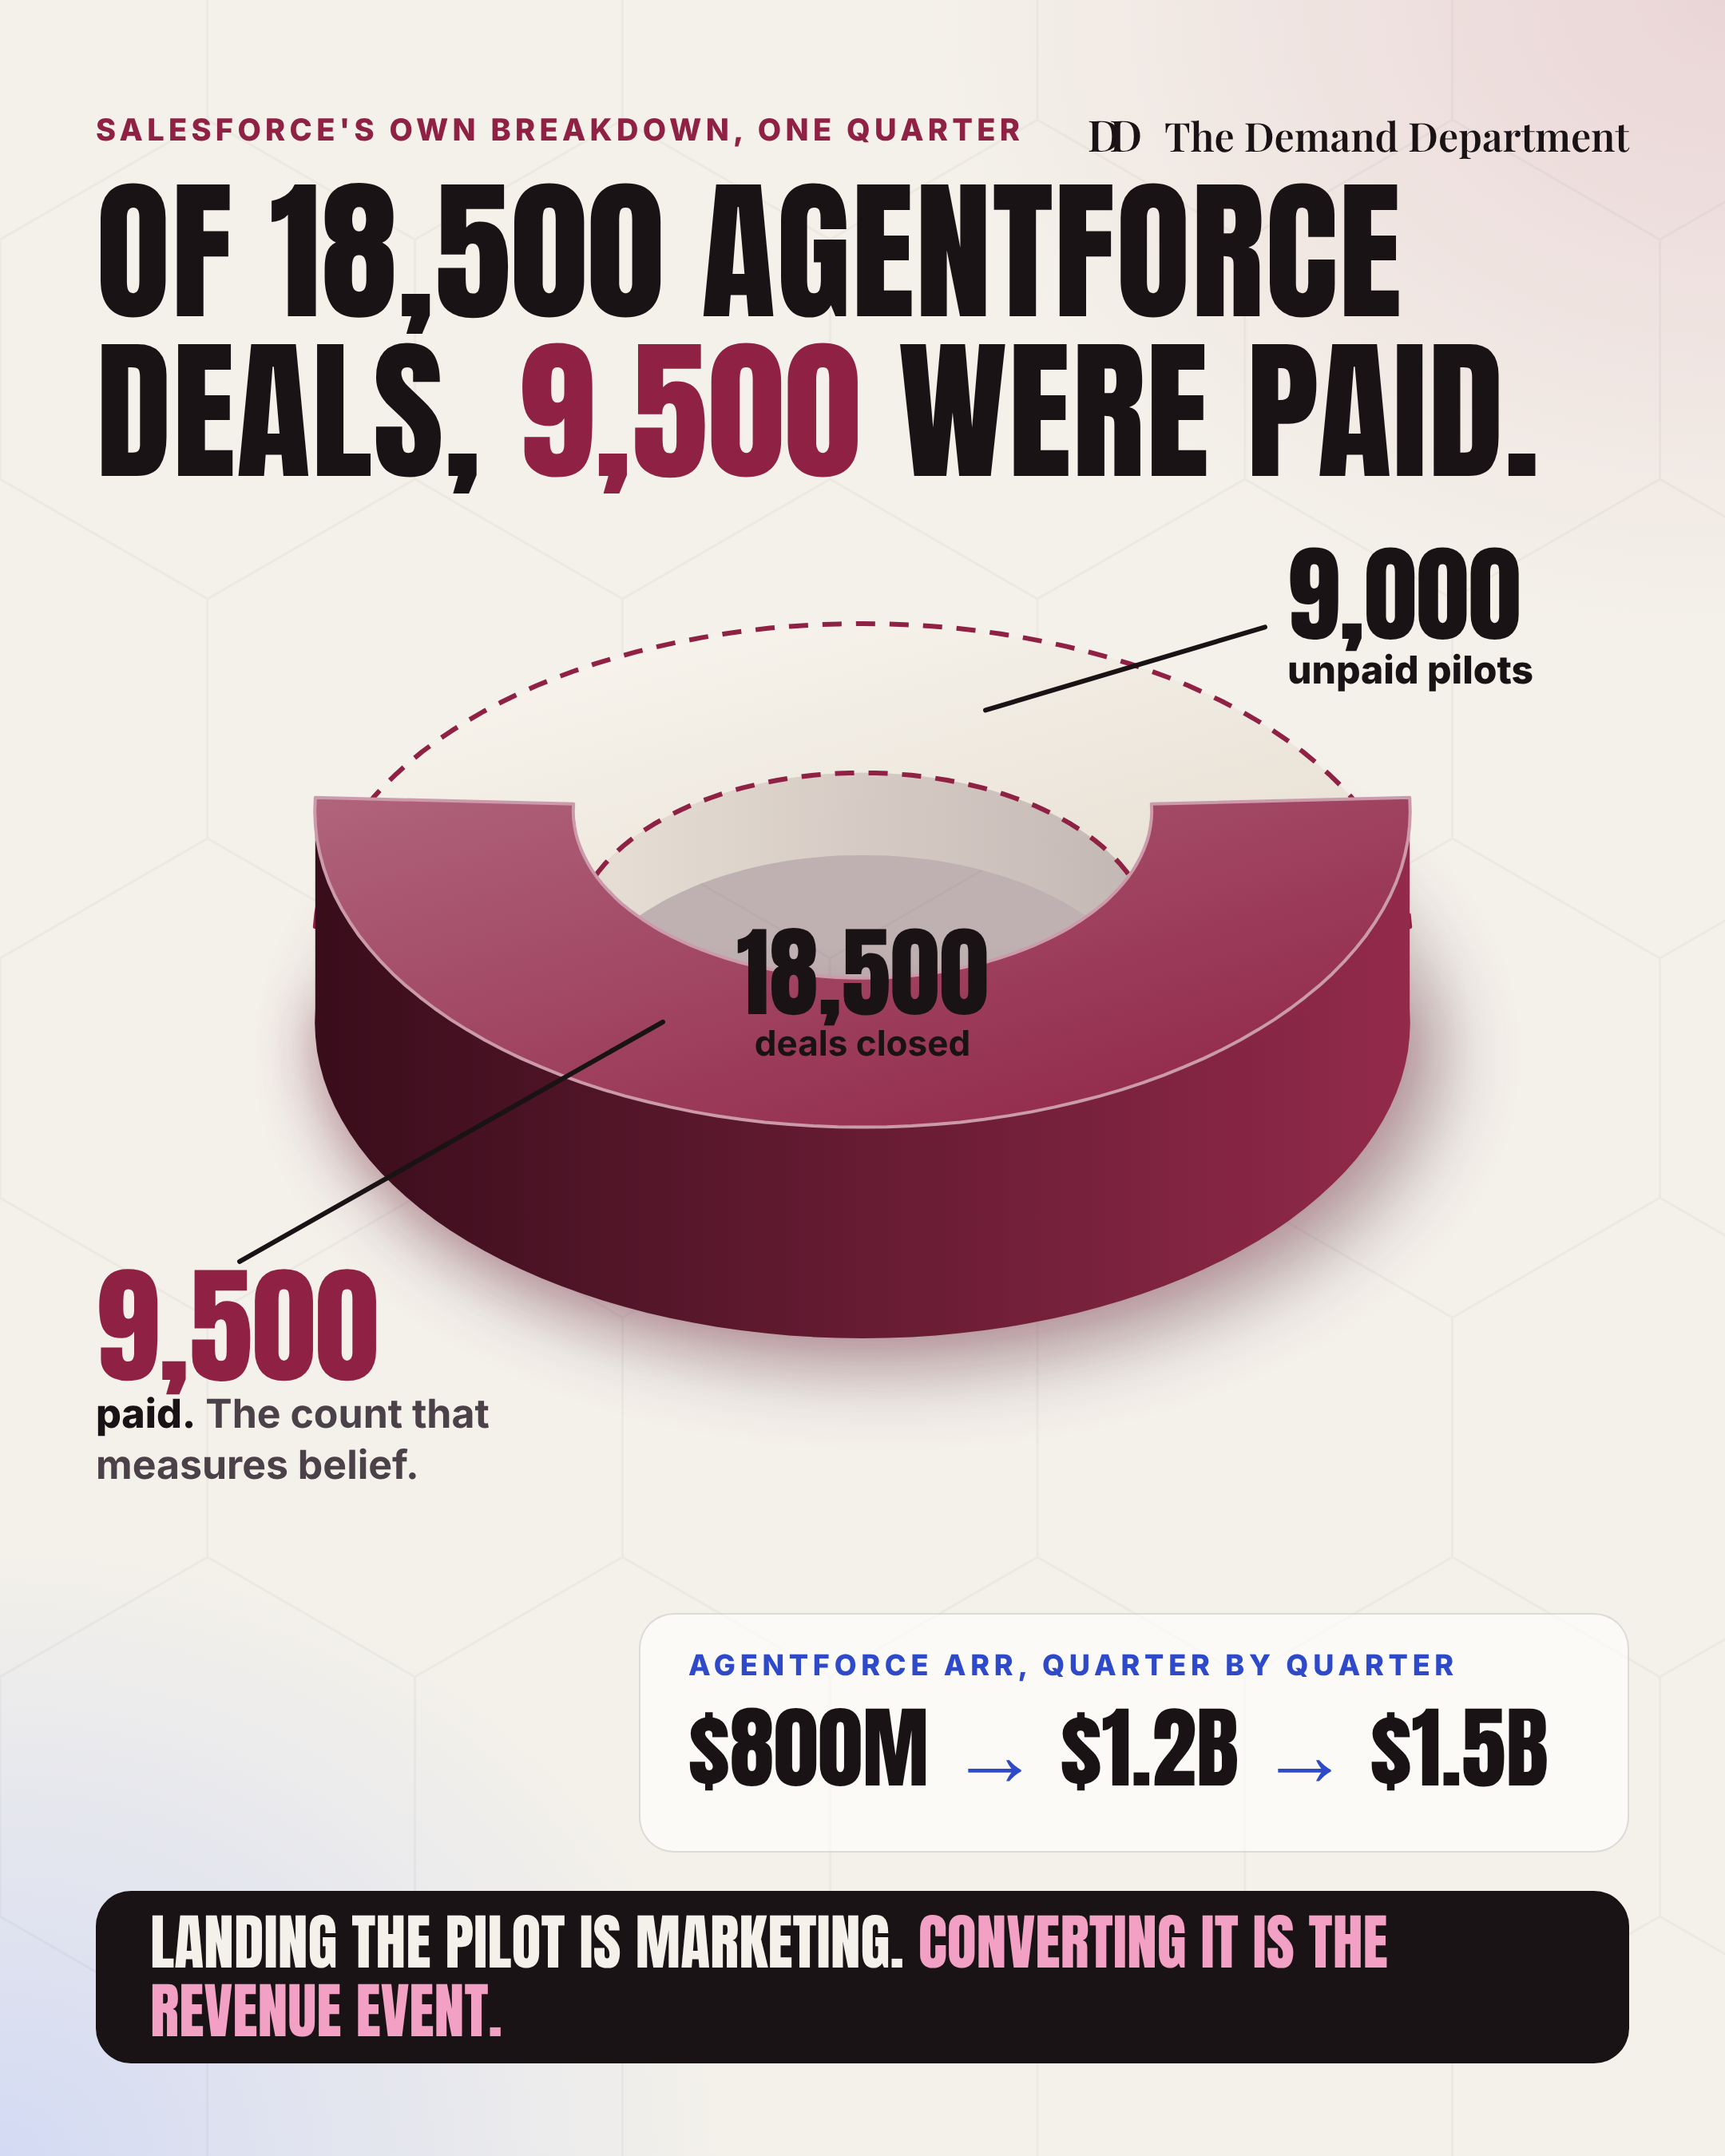 SALESFORCE'S OWN BREAKDOWN, ONE QUARTER
DD The Demand Department
OF 18,500 AGENTFORCE
DEALS, 9,500 WERE PAID.
9,000
unpaid pilots
18,500
deals closed
9,500
paid. The count that
measures belief.
AGENTFORCE ARR, QUARTER BY QUARTER
$800M → $1.2B → $1.5B
LANDING THE PILOT IS MARKETING. CONVERTING IT IS THE
REVENUE EVENT.